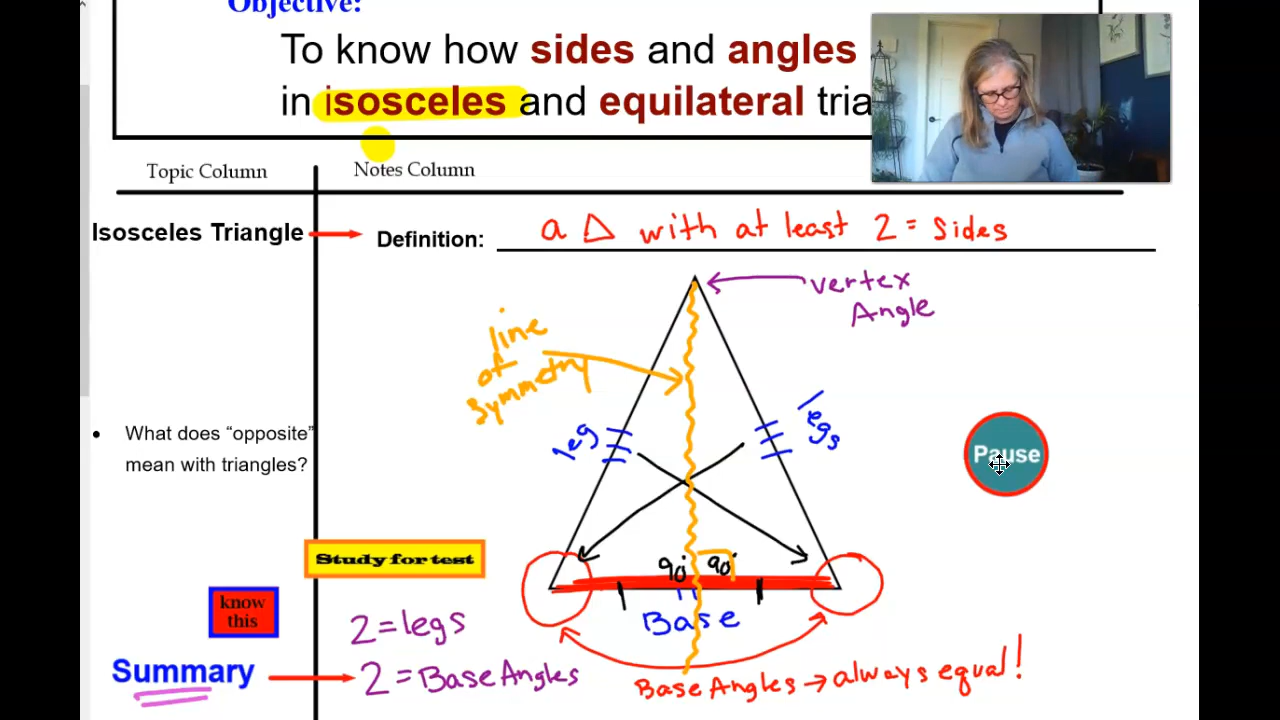 Objective:
To know how sides and angles
in isosceles and equilateral tria
Topic Column
Notes Column
Isosceles Triangle
Definition: a △ with at least 2 = sides
vertex
Angle
line
of
symmetry
leg
legs
• What does “opposite”
mean with triangles?
Pause
Study for test
90° 90°
know
this
Base
2 = legs
Summary
2 = Base Angles
Base Angles → always equal!